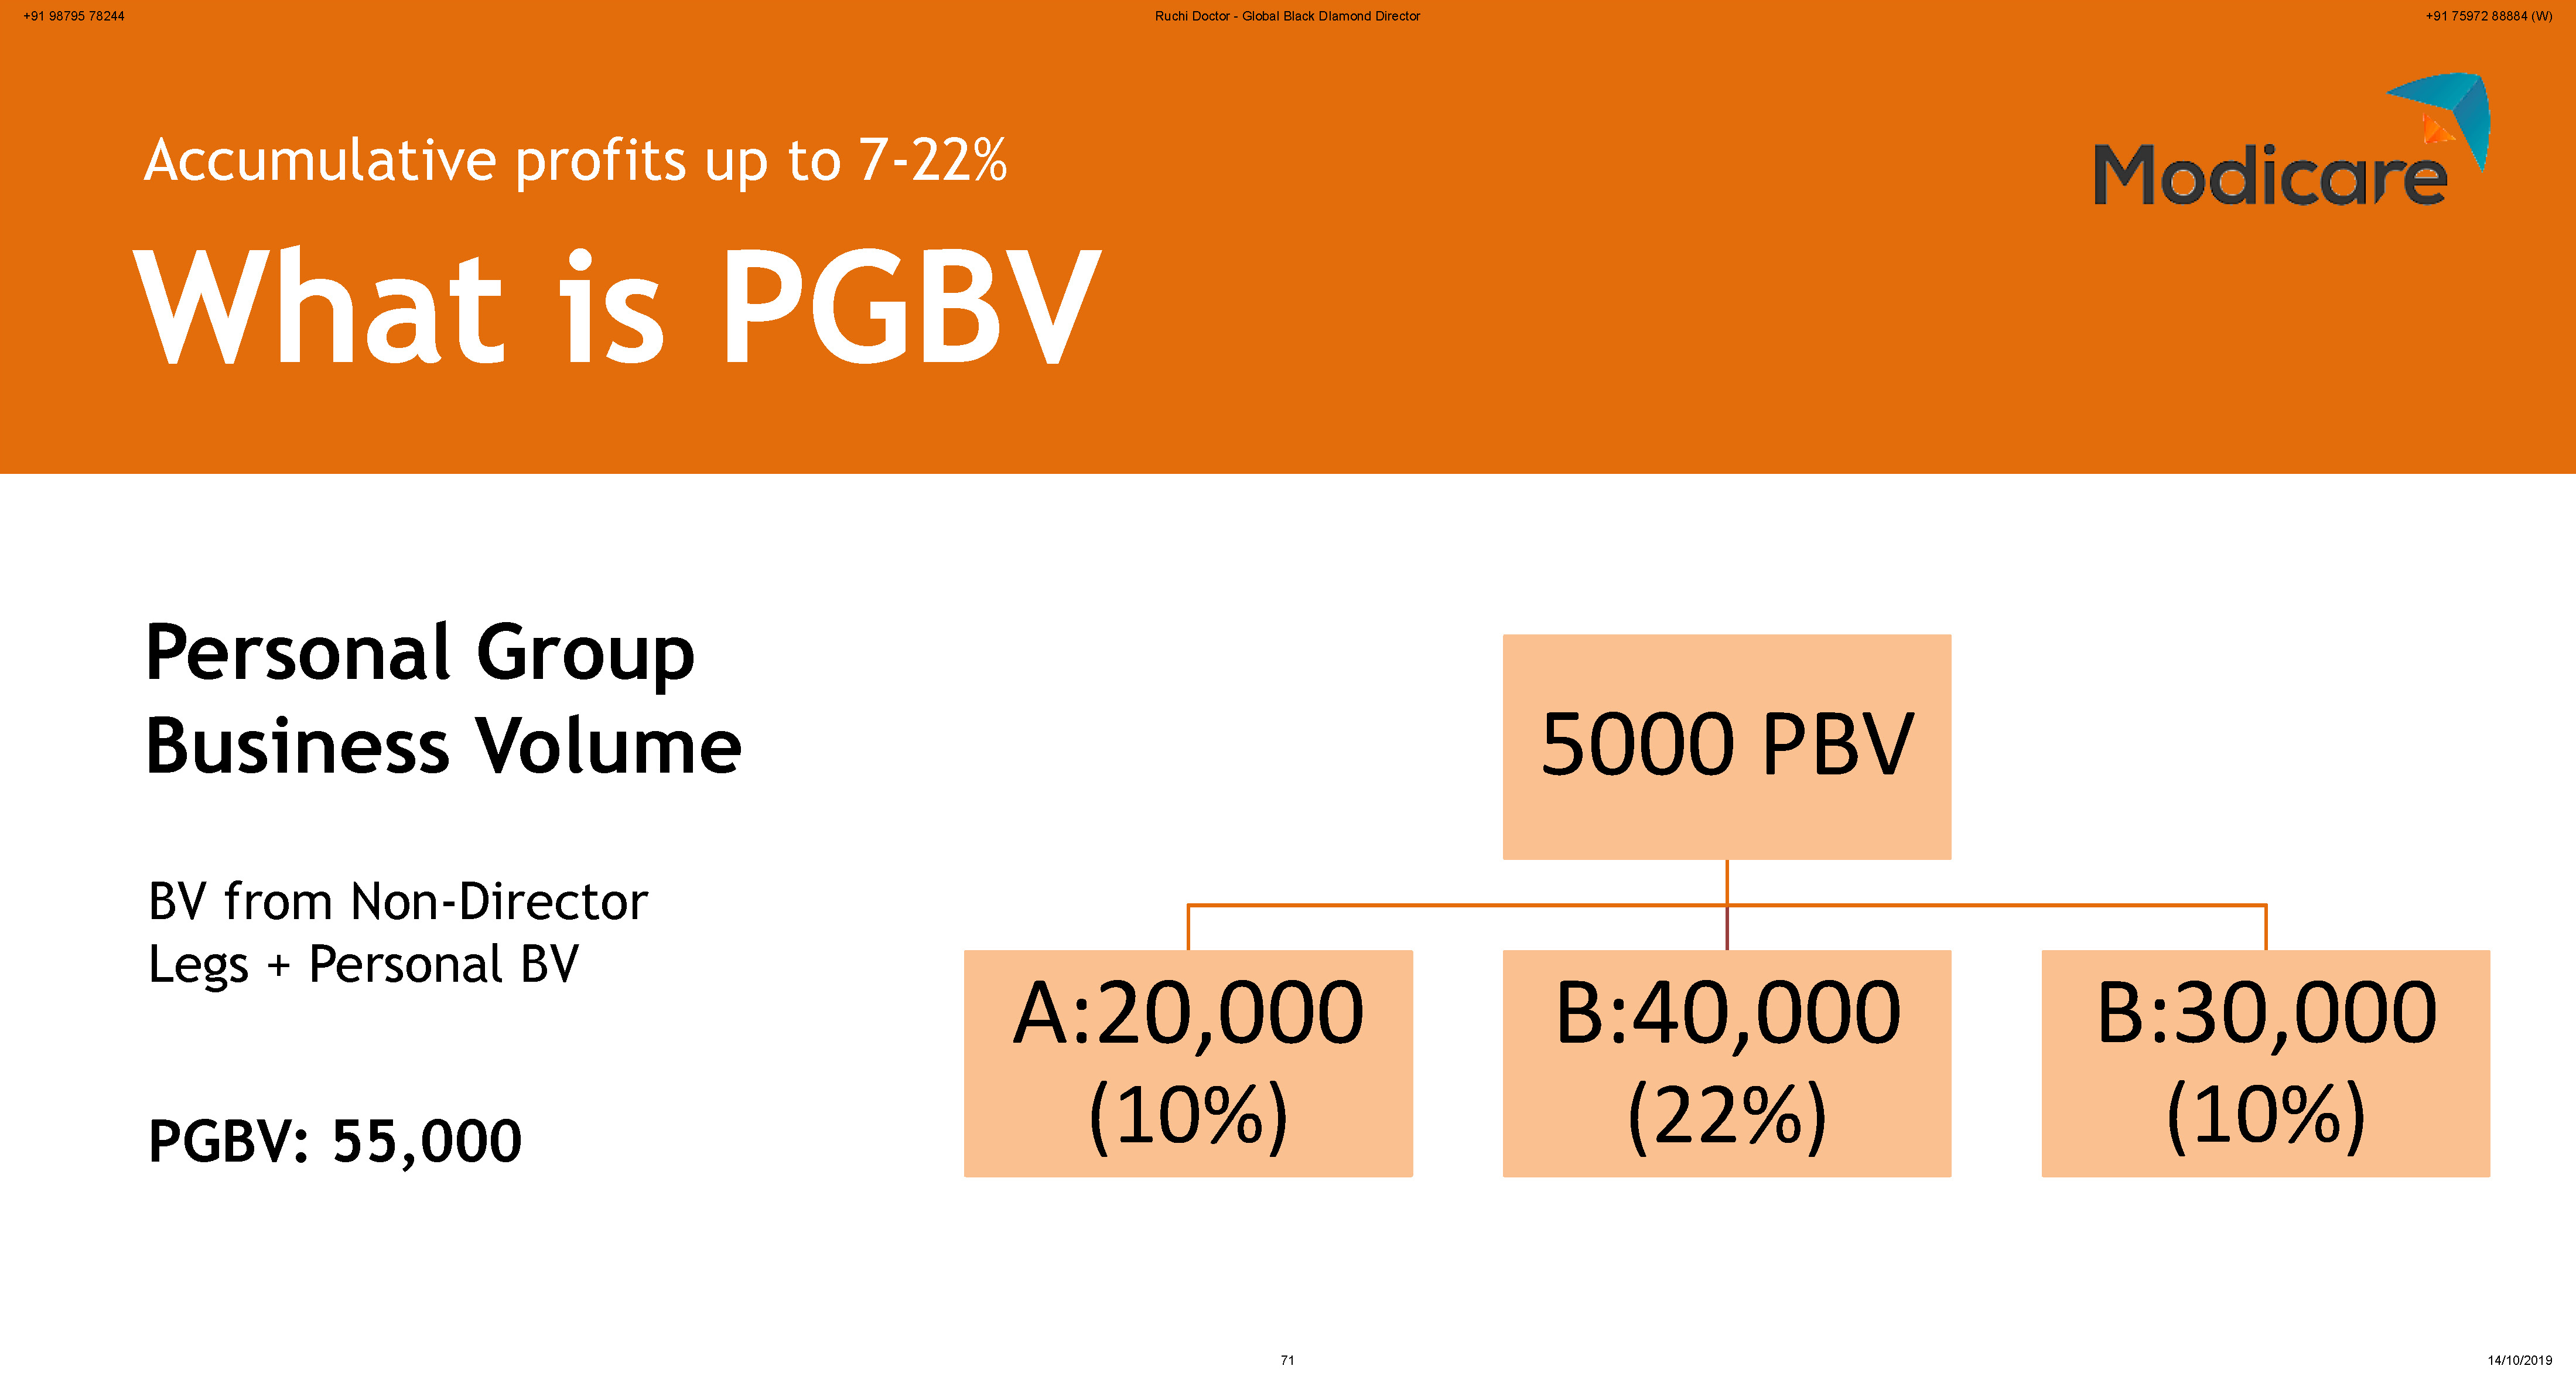 +91 98795 78244
Ruchi Doctor - Global Black DIamond Director
+91 75972 88884 (W)
Accumulative profits up to 7-22%
Modicare
What is PGBV
Personal Group
Business Volume
BV from Non-Director
Legs + Personal BV
PGBV: 55,000
5000 PBV
A:20,000
(10%)
B:40,000
(22%)
B:30,000
(10%)
71
14/10/2019